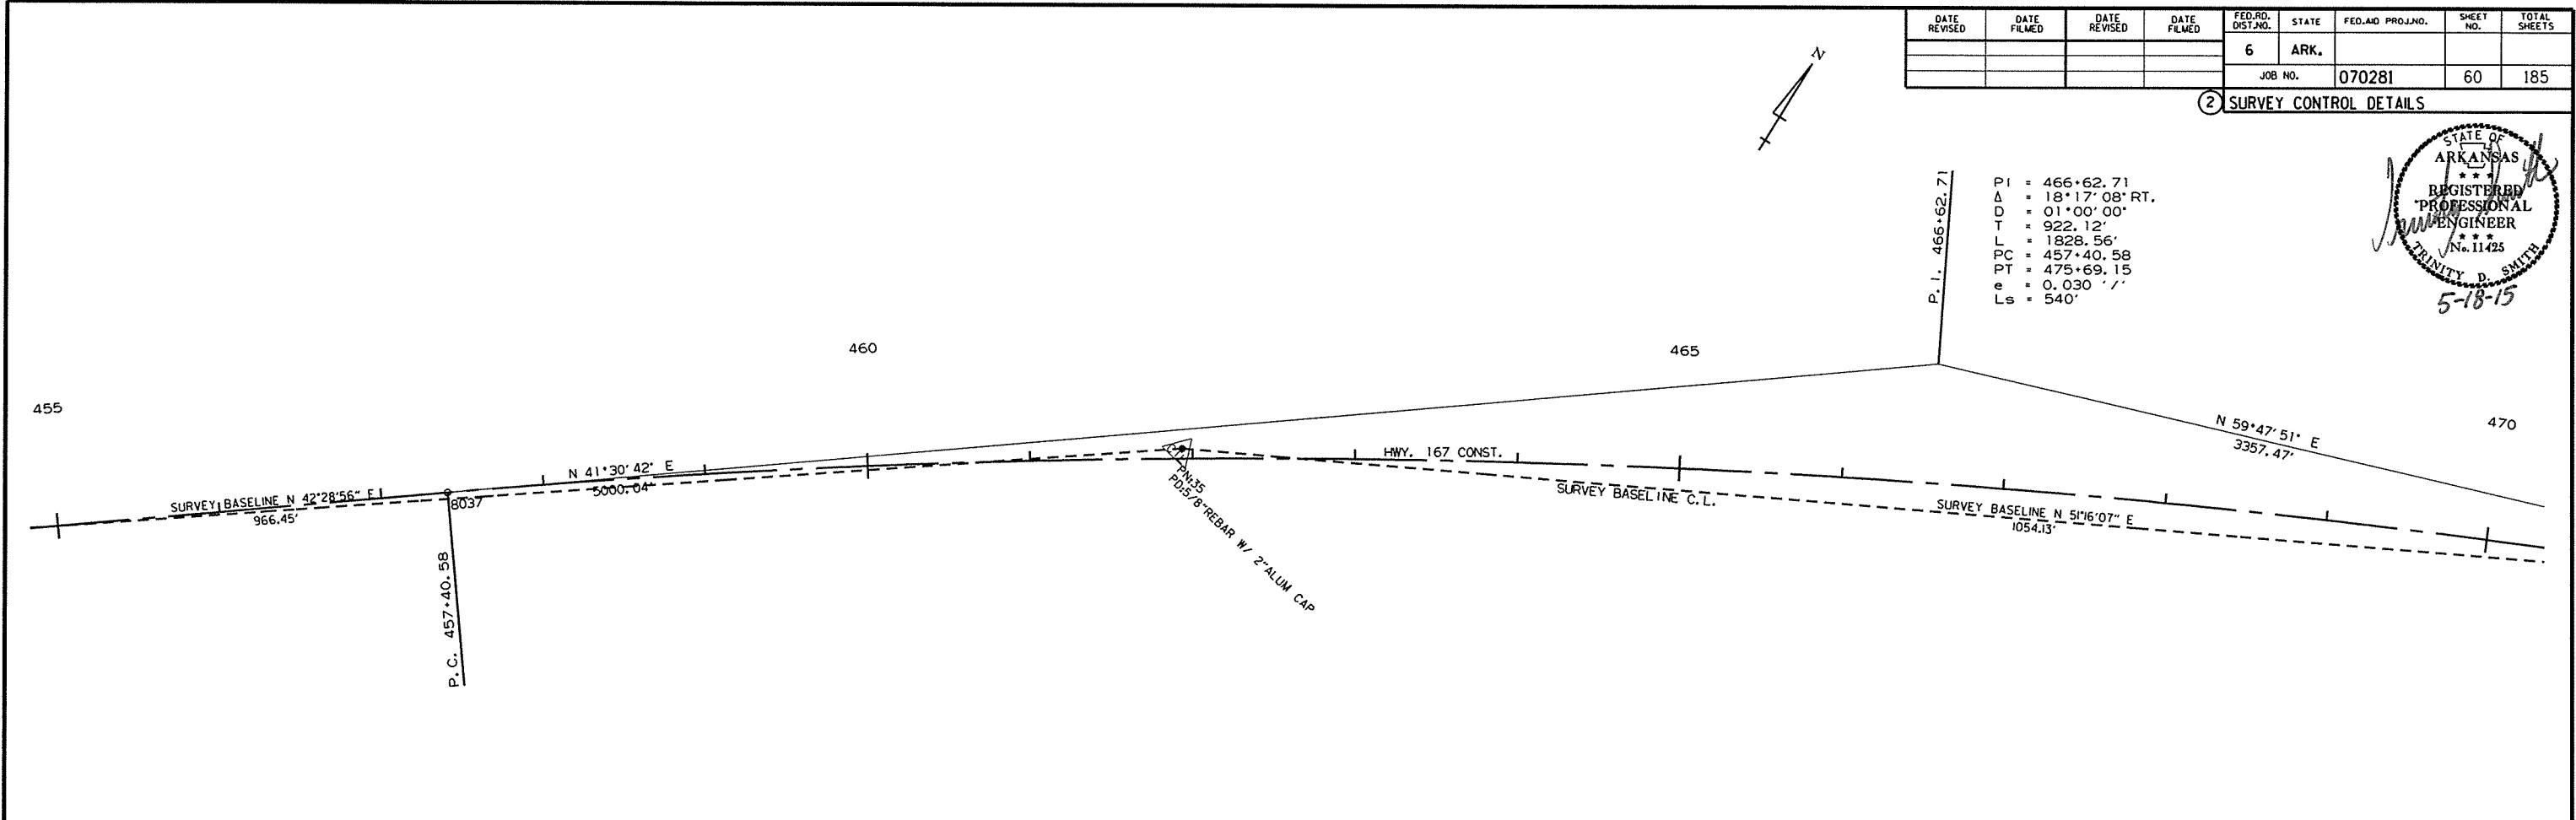 DATE REVISED
DATE FILMED
DATE REVISED
DATE FILMED
FED.RD. DIST.NO.
STATE
FED.AID PROJ.NO.
SHEET NO.
TOTAL SHEETS
6
ARK.
JOB NO.
070281
60
185
2
SURVEY CONTROL DETAILS
N
STATE OF
ARKANSAS
★ ★ ★
REGISTERED
PROFESSIONAL
ENGINEER
★ ★ ★
No. 11425
TRINITY D. SMITH
5-18-15
PI = 466+62.71
Δ = 18°17'08" RT.
D = 01°00'00"
T = 922.12'
L = 1828.56'
PC = 457+40.58
PT = 475+69.15
e = 0.030 '/'
Ls = 540'
P.I. 466+62.71
455
460
465
470
N 59°47'51" E
3357.47'
N 41°30'42" E
5000.04'
SURVEY BASELINE N 42°28'56" E
966.45'
8037
P.C. 457+40.58
PN:35
PD:5/8"REBAR W/ 2"ALUM CAP
HWY. 167 CONST.
SURVEY BASELINE C.L.
SURVEY BASELINE N 51°16'07" E
1054.13'